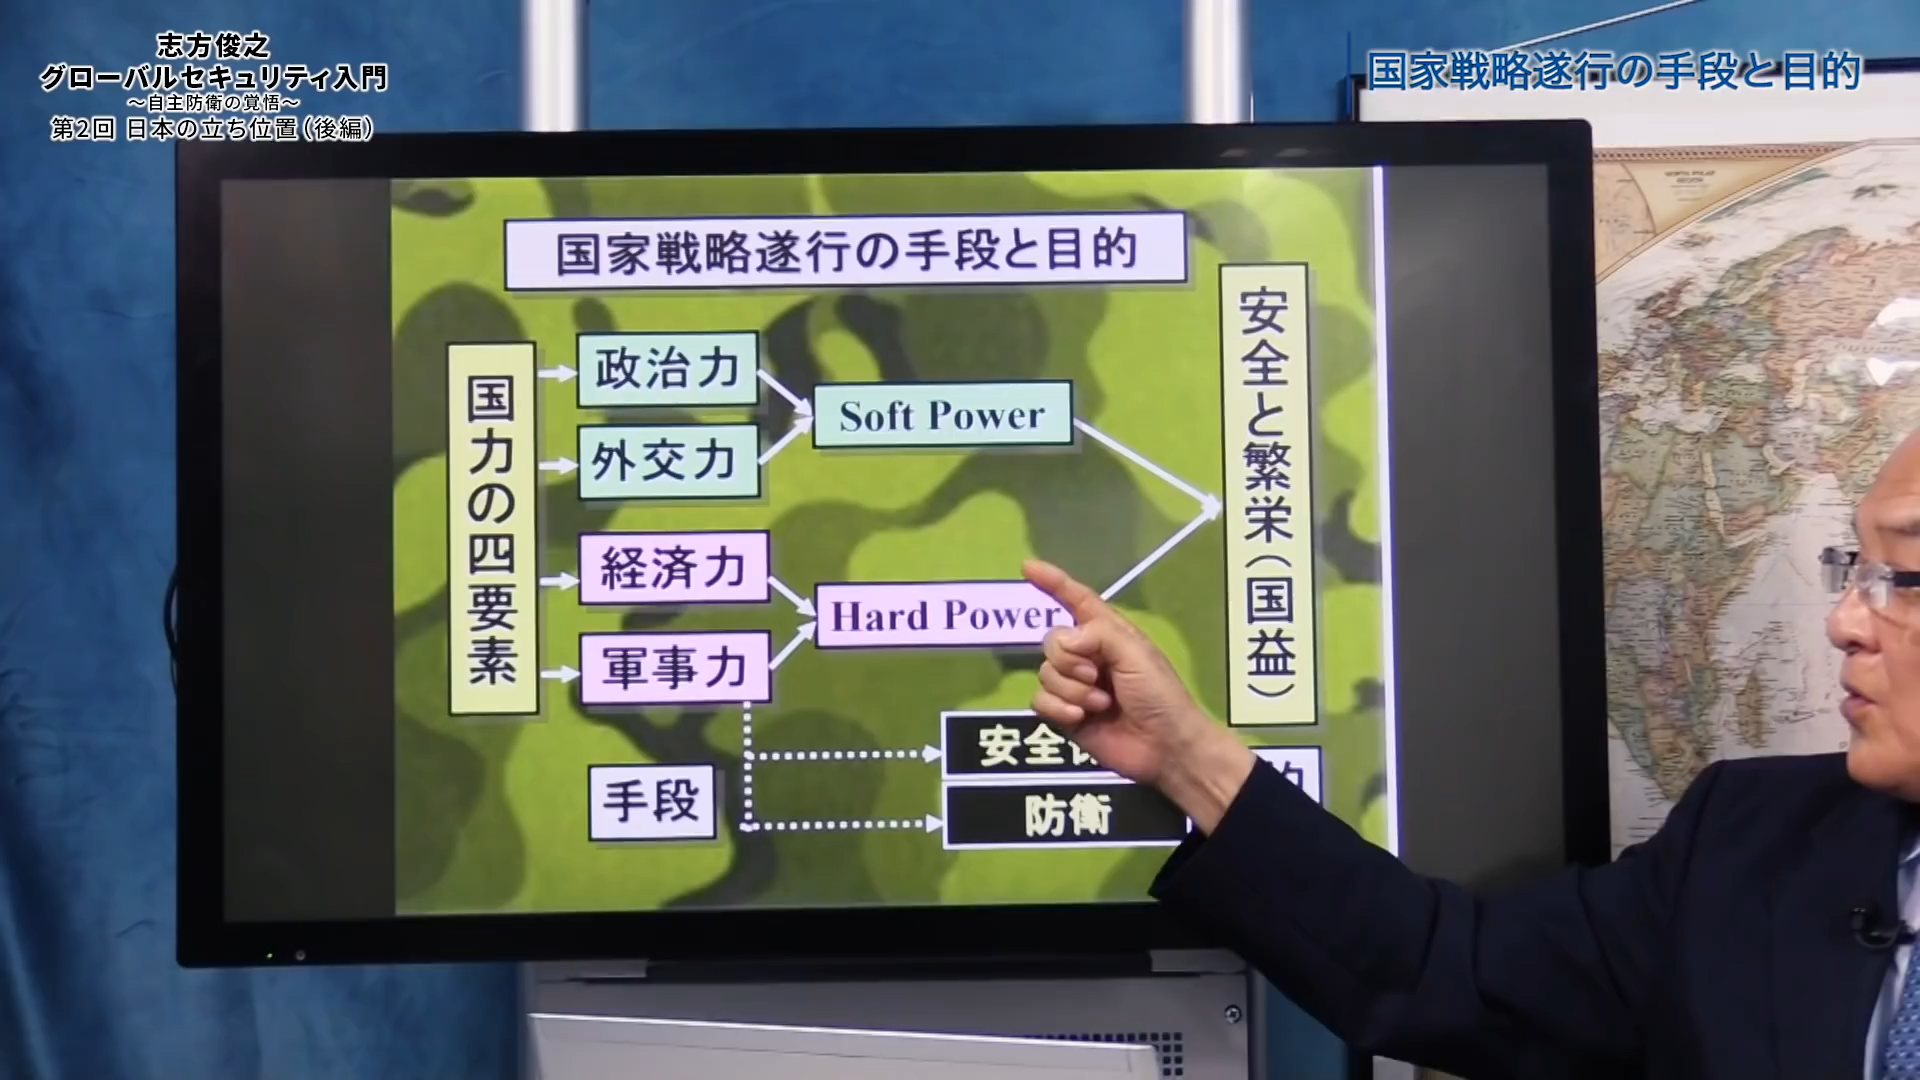 志方俊之
グローバルセキュリティ入門
～自主防衛の覚悟～
第2回 日本の立ち位置(後編)
国家戦略遂行の手段と目的
国家戦略遂行の手段と目的
国力の四要素
政治力
外交力
経済力
軍事力
Soft Power
Hard Power
安全と繁栄(国益)
手段
安全
防衛
的